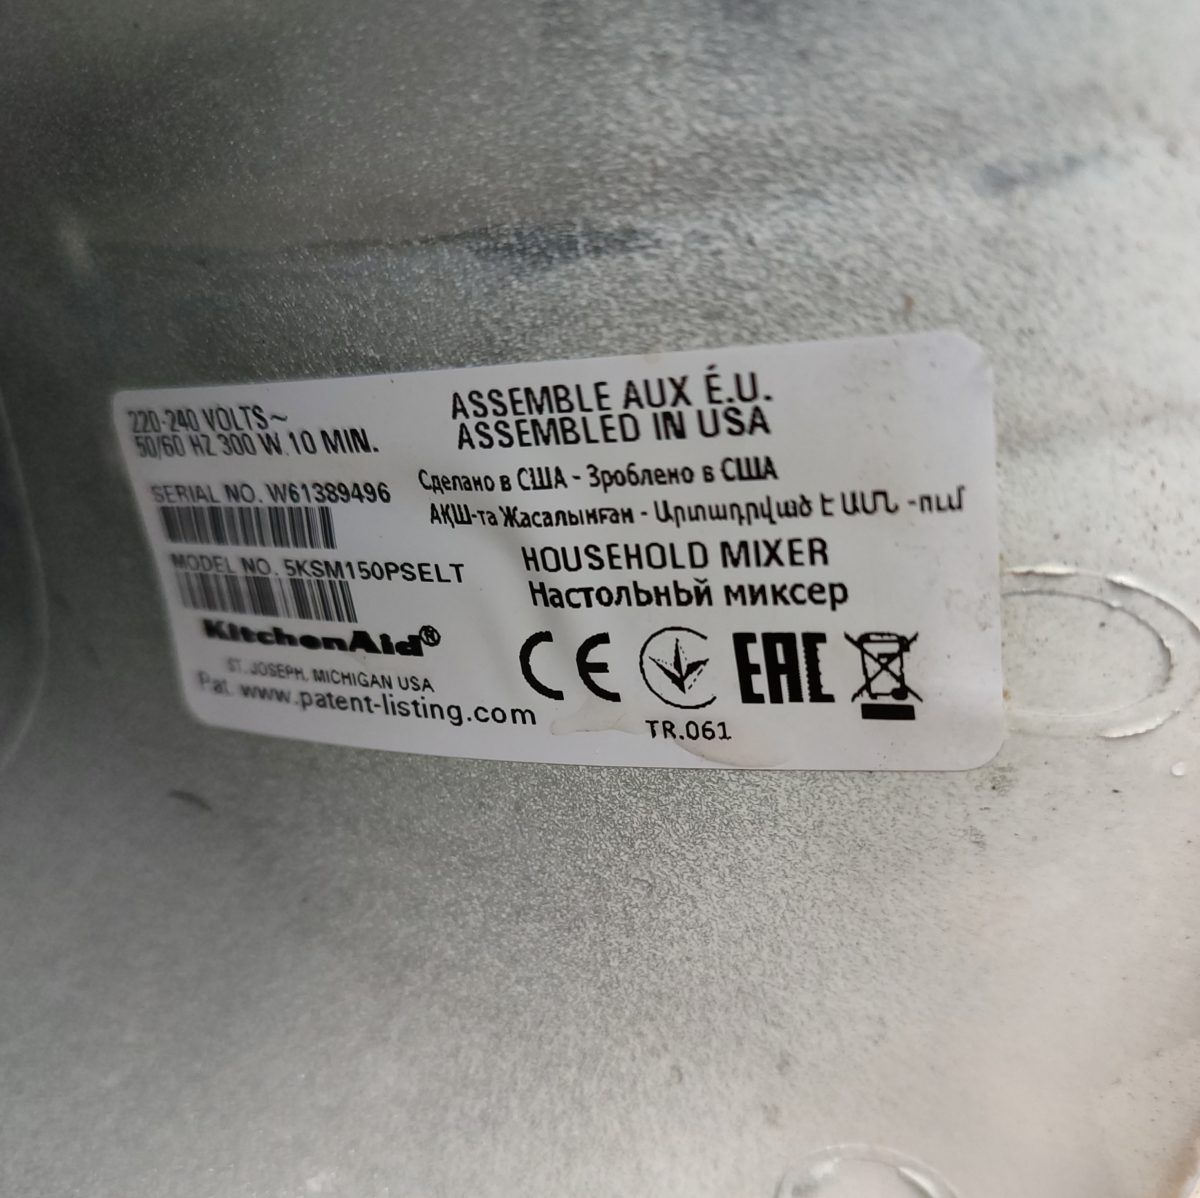 220-240 VOLTS~
50/60 HZ 300 W 10 MIN.
SERIAL NO. W61389496
MODEL NO. 5KSM150PSELT
KitchenAid®
ST. JOSEPH, MICHIGAN USA
Pat. www.patent-listing.com
ASSEMBLE AUX É.U.
ASSEMBLED IN USA
Сделано в США - Зроблено в США
АҚШ-та Жасалынған - Արտադրված է ԱՄՆ -ում
HOUSEHOLD MIXER
НастолЬнЬй миксер
CE EAC
TR.061